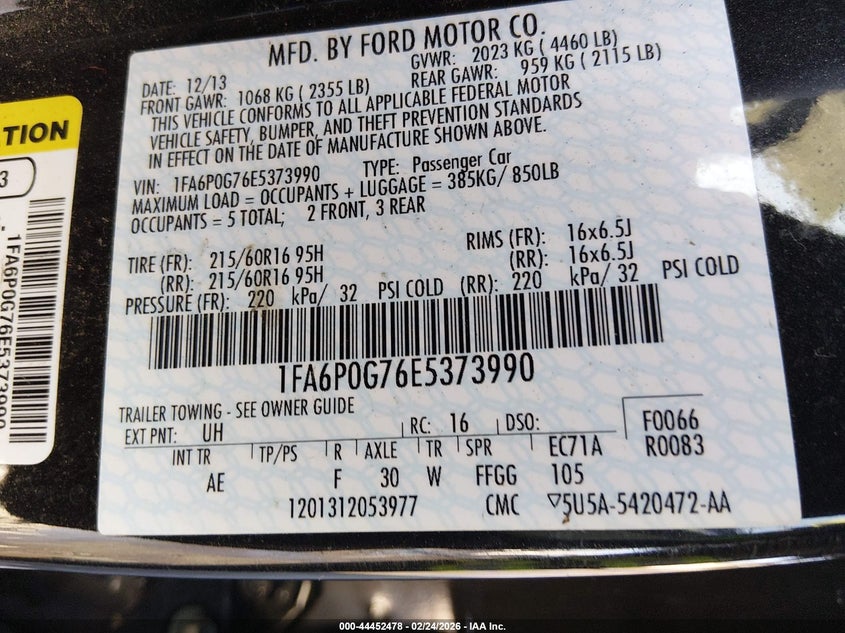 MFD. BY FORD MOTOR CO.
DATE: 12/13
GVWR: 2023 KG ( 4460 LB)
FRONT GAWR: 1068 KG ( 2355 LB)
REAR GAWR: 959 KG ( 2115 LB)
THIS VEHICLE CONFORMS TO ALL APPLICABLE FEDERAL MOTOR
VEHICLE SAFETY, BUMPER, AND THEFT PREVENTION STANDARDS
IN EFFECT ON THE DATE OF MANUFACTURE SHOWN ABOVE.
VIN: 1FA6P0G76E5373990 TYPE: Passenger Car
MAXIMUM LOAD = OCCUPANTS + LUGGAGE = 385KG/ 850LB
OCCUPANTS = 5 TOTAL; 2 FRONT, 3 REAR
TIRE (FR): 215/60R16 95H RIMS (FR): 16x6.5J
(RR): 215/60R16 95H (RR): 16x6.5J
PRESSURE (FR): 220 kPa/ 32 PSI COLD (RR): 220 kPa/ 32 PSI COLD
1FA6P0G76E5373990
TRAILER TOWING - SEE OWNER GUIDE
EXT PNT: UH RC: 16 DSO: F0066
INT TR TP/PS R AXLE TR SPR EC71A R0083
AE F 30 W FFGG 105
1201312053977 CMC 5U5A-5420472-AA
TION
3
1FA6P0G76E5373990
000-44452478 - 02/24/2026 - IAA Inc.